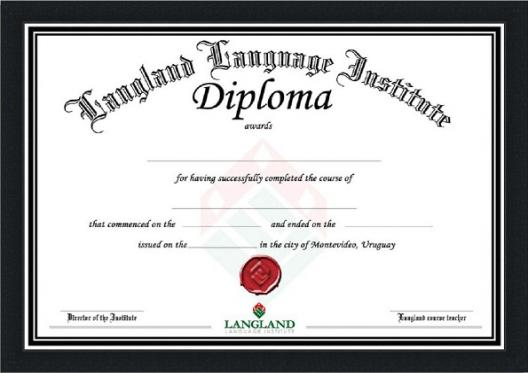 Langland Language Institute
Diploma
awards
for having successfully completed the course of
that commenced on the and ended on the
issued on the in the city of Montevideo, Uruguay
Director of the Institute
Langland course teacher
LANGLAND
LANGUAGE INSTITUTE